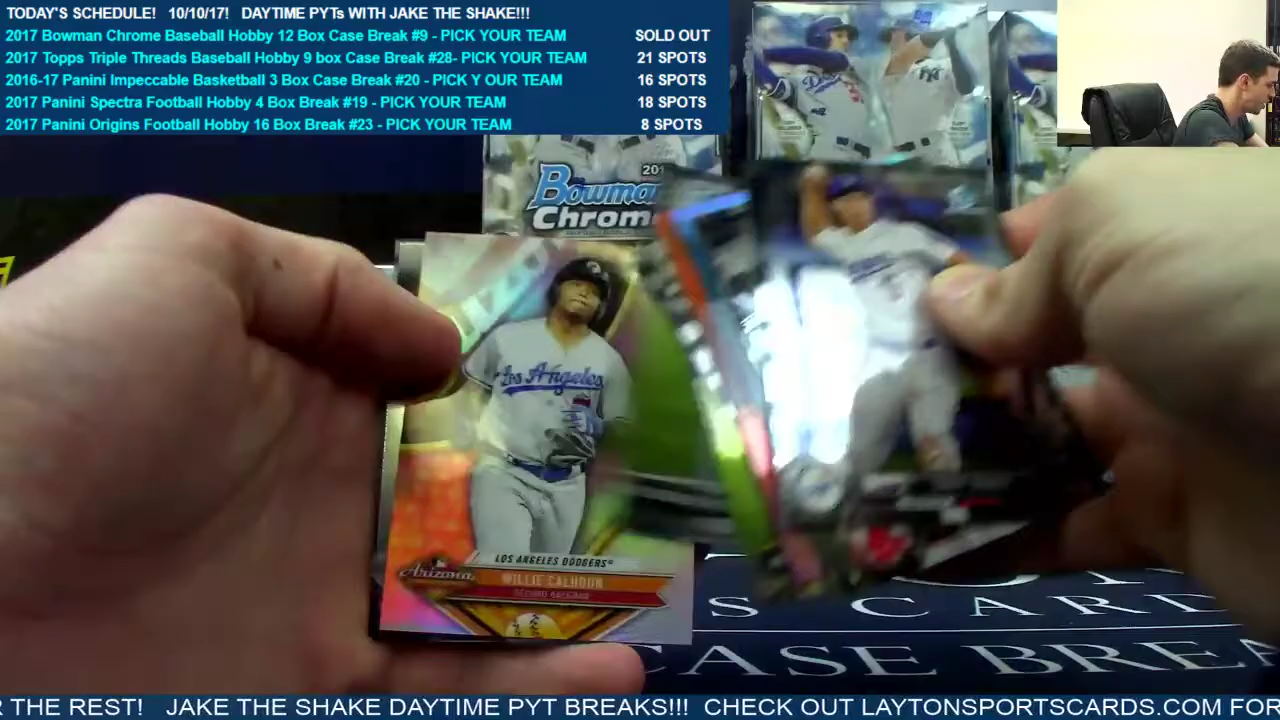 TODAY'S SCHEDULE! 10/10/17! DAYTIME PYTs WITH JAKE THE SHAKE!!!
2017 Bowman Chrome Baseball Hobby 12 Box Case Break #9 - PICK YOUR TEAM SOLD OUT
2017 Topps Triple Threads Baseball Hobby 9 box Case Break #28- PICK YOUR TEAM 21 SPOTS
2016-17 Panini Impeccable Basketball 3 Box Case Break #20 - PICK Y OUR TEAM 16 SPOTS
2017 Panini Spectra Football Hobby 4 Box Break #19 - PICK YOUR TEAM 18 SPOTS
2017 Panini Origins Football Hobby 16 Box Break #23 - PICK YOUR TEAM 8 SPOTS
201
Bowma
Chrom
Los Angeles
LOS ANGELES DODGERS
Arizona
WILLIE CALHOUN
SECOND BASEMAN
S CARD
CASE BREA
R THE REST! JAKE THE SHAKE DAYTIME PYT BREAKS!!! CHECK OUT LAYTONSPORTSCARDS.COM FOR